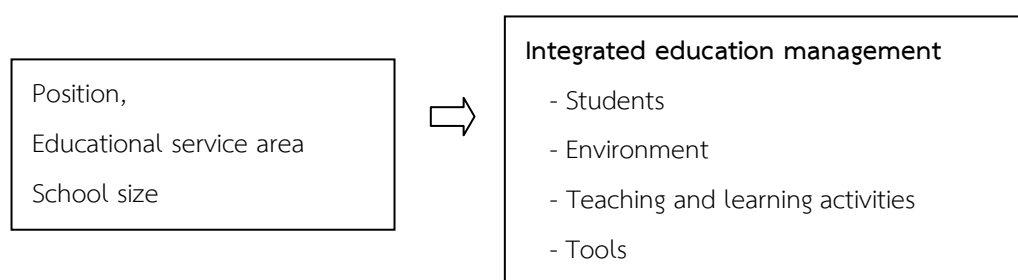 Position,
Educational service area
School size
Integrated education management
- Students
- Environment
- Teaching and learning activities
- Tools